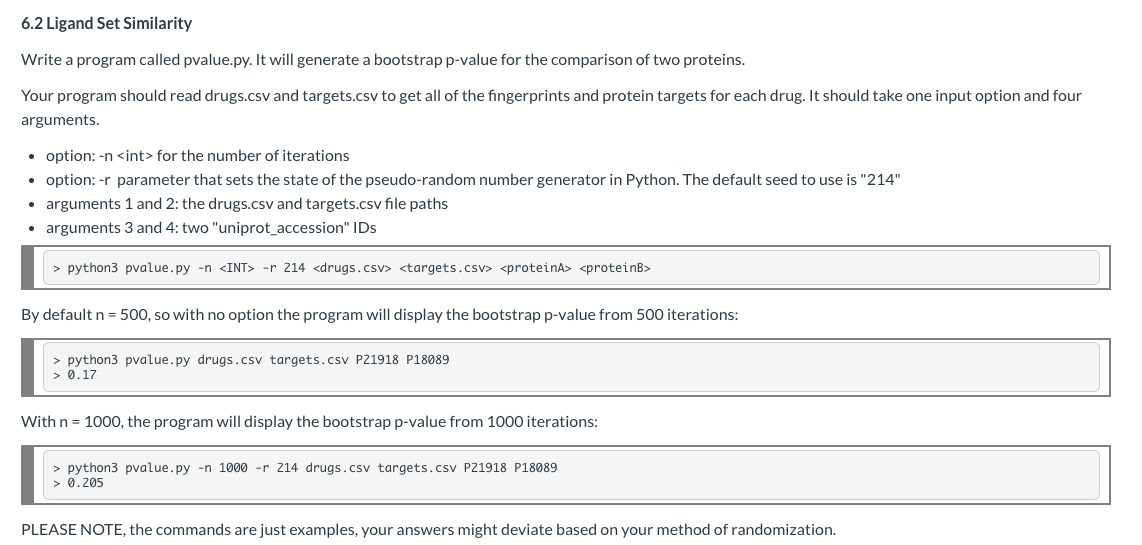 6.2 Ligand Set Similarity
Write a program called pvalue.py. It will generate a bootstrap p-value for the comparison of two proteins.
Your program should read drugs.csv and targets.csv to get all of the fingerprints and protein targets for each drug. It should take one input option and four
arguments.
• option: -n <int> for the number of iterations
• option: -r  parameter that sets the state of the pseudo-random number generator in Python. The default seed to use is "214"
• arguments 1 and 2: the drugs.csv and targets.csv file paths
• arguments 3 and 4: two "uniprot_accession" IDs
> python3 pvalue.py -n <INT> -r 214 <drugs.csv> <targets.csv> <proteinA> <proteinB>
By default n = 500, so with no option the program will display the bootstrap p-value from 500 iterations:
> python3 pvalue.py drugs.csv targets.csv P21918 P18089
> 0.17
With n = 1000, the program will display the bootstrap p-value from 1000 iterations:
> python3 pvalue.py -n 1000 -r 214 drugs.csv targets.csv P21918 P18089
> 0.205
PLEASE NOTE, the commands are just examples, your answers might deviate based on your method of randomization.